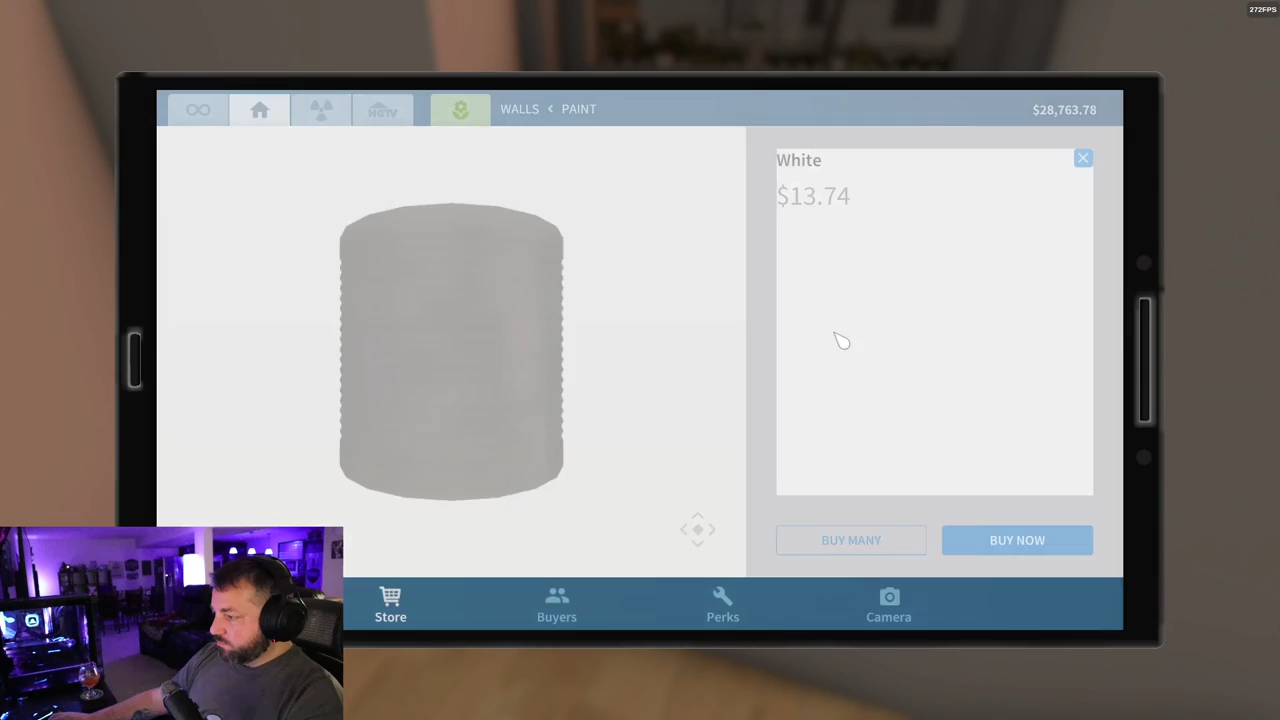 272FPS
HGTV
WALLS < PAINT
$28,763.78
White
$13.74
BUY MANY
BUY NOW
Store
Buyers
Perks
Camera